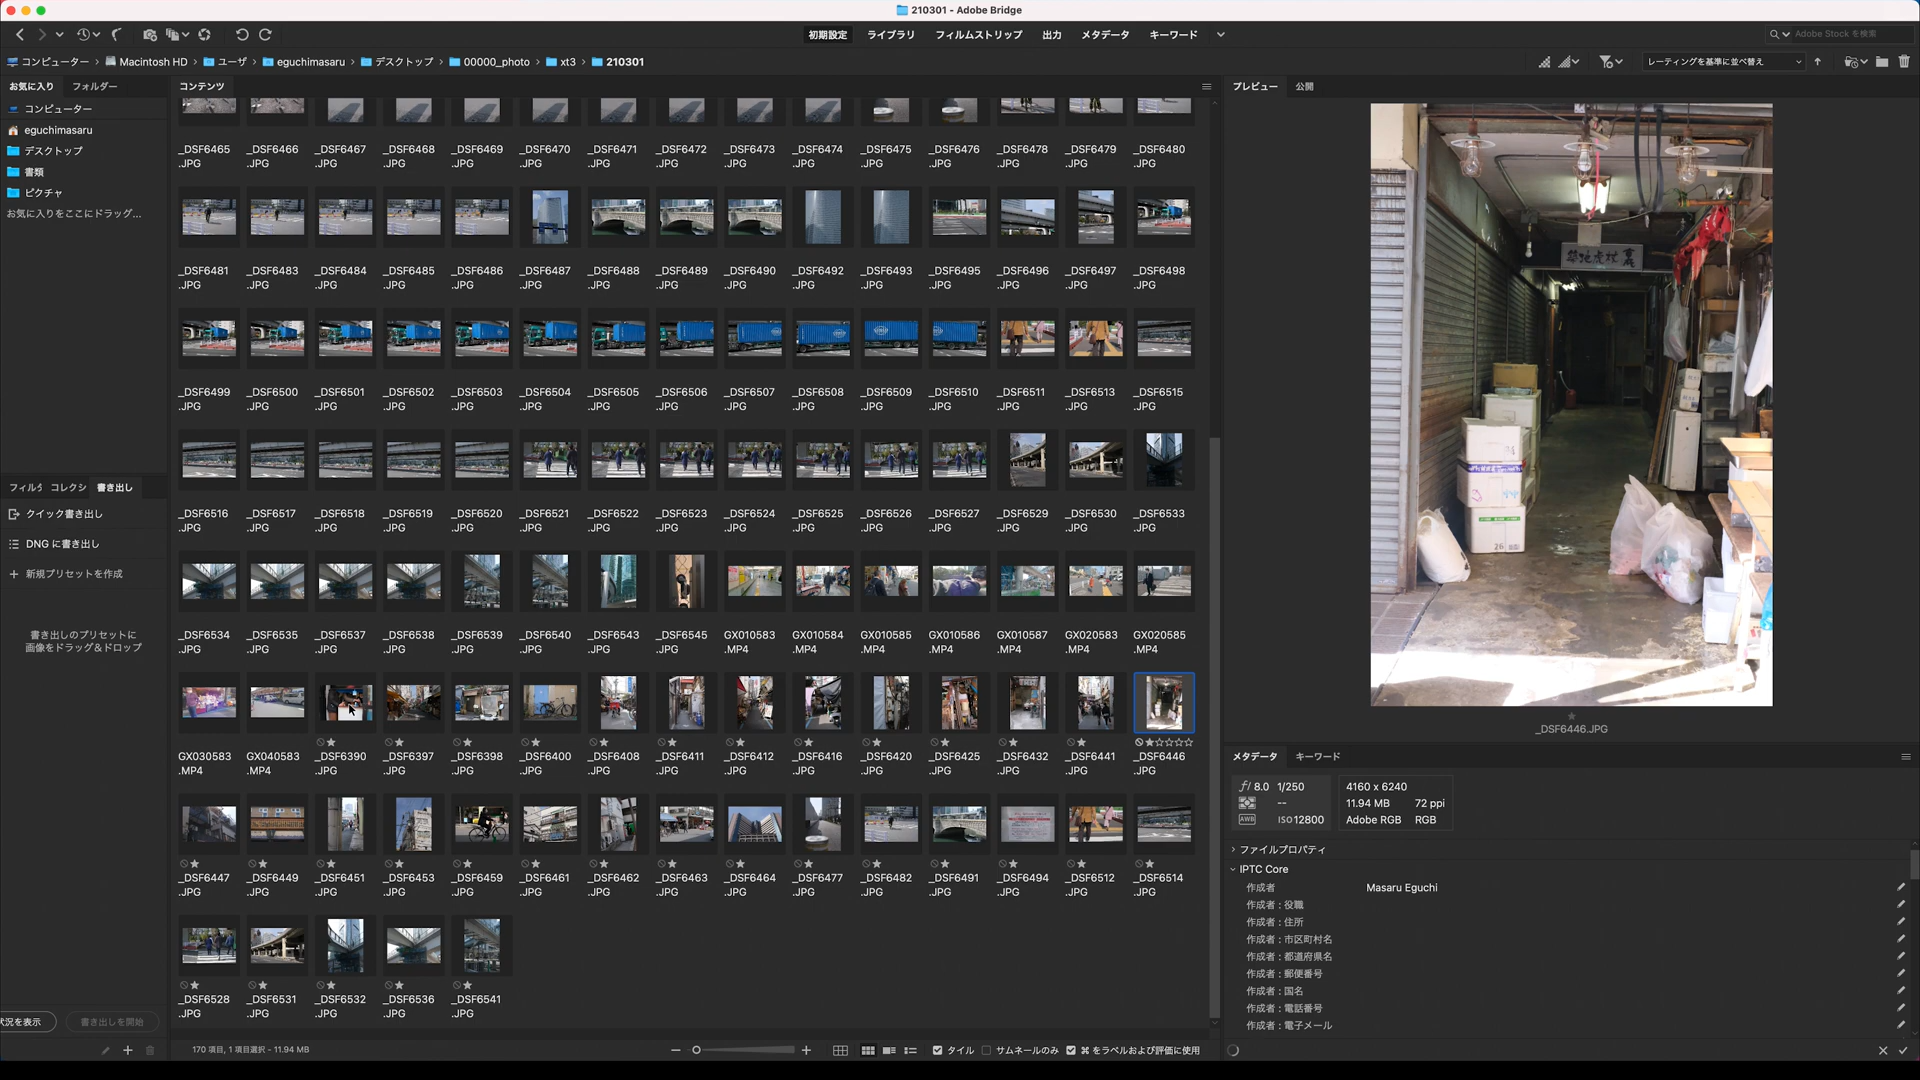 210301 - Adobe Bridge
初期設定 ライブラリ フィルムストリップ 出力 メタデータ キーワード
Adobe Stock を検索
コンピューター › Macintosh HD › ユーザ › eguchimasaru › デスクトップ › 00000_photo › xt3 › 210301
レーティングを基準に並べ替え
お気に入り フォルダー
コンテンツ
プレビュー 公開
コンピューター
eguchimasaru
デスクトップ
書類
ピクチャ
お気に入りをここにドラッグ...
フィルタ コレクシ 書き出し
クイック書き出し
DNG に書き出し
新規プリセットを作成
書き出しのプリセットに
画像をドラッグ＆ドロップ
状況を表示 書き出しを開始
_DSF6465.JPG _DSF6466.JPG _DSF6467.JPG _DSF6468.JPG _DSF6469.JPG _DSF6470.JPG _DSF6471.JPG _DSF6472.JPG _DSF6473.JPG _DSF6474.JPG _DSF6475.JPG _DSF6476.JPG _DSF6478.JPG _DSF6479.JPG _DSF6480.JPG
_DSF6481.JPG _DSF6483.JPG _DSF6484.JPG _DSF6485.JPG _DSF6486.JPG _DSF6487.JPG _DSF6488.JPG _DSF6489.JPG _DSF6490.JPG _DSF6492.JPG _DSF6493.JPG _DSF6495.JPG _DSF6496.JPG _DSF6497.JPG _DSF6498.JPG
_DSF6499.JPG _DSF6500.JPG _DSF6501.JPG _DSF6502.JPG _DSF6503.JPG _DSF6504.JPG _DSF6505.JPG _DSF6506.JPG _DSF6507.JPG _DSF6508.JPG _DSF6509.JPG _DSF6510.JPG _DSF6511.JPG _DSF6513.JPG _DSF6515.JPG
_DSF6516.JPG _DSF6517.JPG _DSF6518.JPG _DSF6519.JPG _DSF6520.JPG _DSF6521.JPG _DSF6522.JPG _DSF6523.JPG _DSF6524.JPG _DSF6525.JPG _DSF6526.JPG _DSF6527.JPG _DSF6529.JPG _DSF6530.JPG _DSF6533.JPG
_DSF6534.JPG _DSF6535.JPG _DSF6537.JPG _DSF6538.JPG _DSF6539.JPG _DSF6540.JPG _DSF6543.JPG _DSF6545.JPG GX010583.MP4 GX010584.MP4 GX010585.MP4 GX010586.MP4 GX010587.MP4 GX020583.MP4 GX020585.MP4
GX030583.MP4 GX040583.MP4 _DSF6390.JPG _DSF6397.JPG _DSF6398.JPG _DSF6400.JPG _DSF6408.JPG _DSF6411.JPG _DSF6412.JPG _DSF6416.JPG _DSF6420.JPG _DSF6425.JPG _DSF6432.JPG _DSF6441.JPG _DSF6446.JPG
_DSF6447.JPG _DSF6449.JPG _DSF6451.JPG _DSF6453.JPG _DSF6459.JPG _DSF6461.JPG _DSF6462.JPG _DSF6463.JPG _DSF6464.JPG _DSF6477.JPG _DSF6482.JPG _DSF6491.JPG _DSF6494.JPG _DSF6512.JPG _DSF6514.JPG
_DSF6528.JPG _DSF6531.JPG _DSF6532.JPG _DSF6536.JPG _DSF6541.JPG
170 項目, 1 項目選択 - 11.94 MB
タイル サムネールのみ ⌘ をラベルおよび評価に使用
26
_DSF6446.JPG
メタデータ キーワード
ƒ/ 8.0 1/250
--
AWB ISO12800
4160 x 6240
11.94 MB 72 ppi
Adobe RGB RGB
ファイルプロパティ
IPTC Core
作成者 Masaru Eguchi
作成者 : 役職
作成者 : 住所
作成者 : 市区町村名
作成者 : 都道府県名
作成者 : 郵便番号
作成者 : 国名
作成者 : 電話番号
作成者 : 電子メール